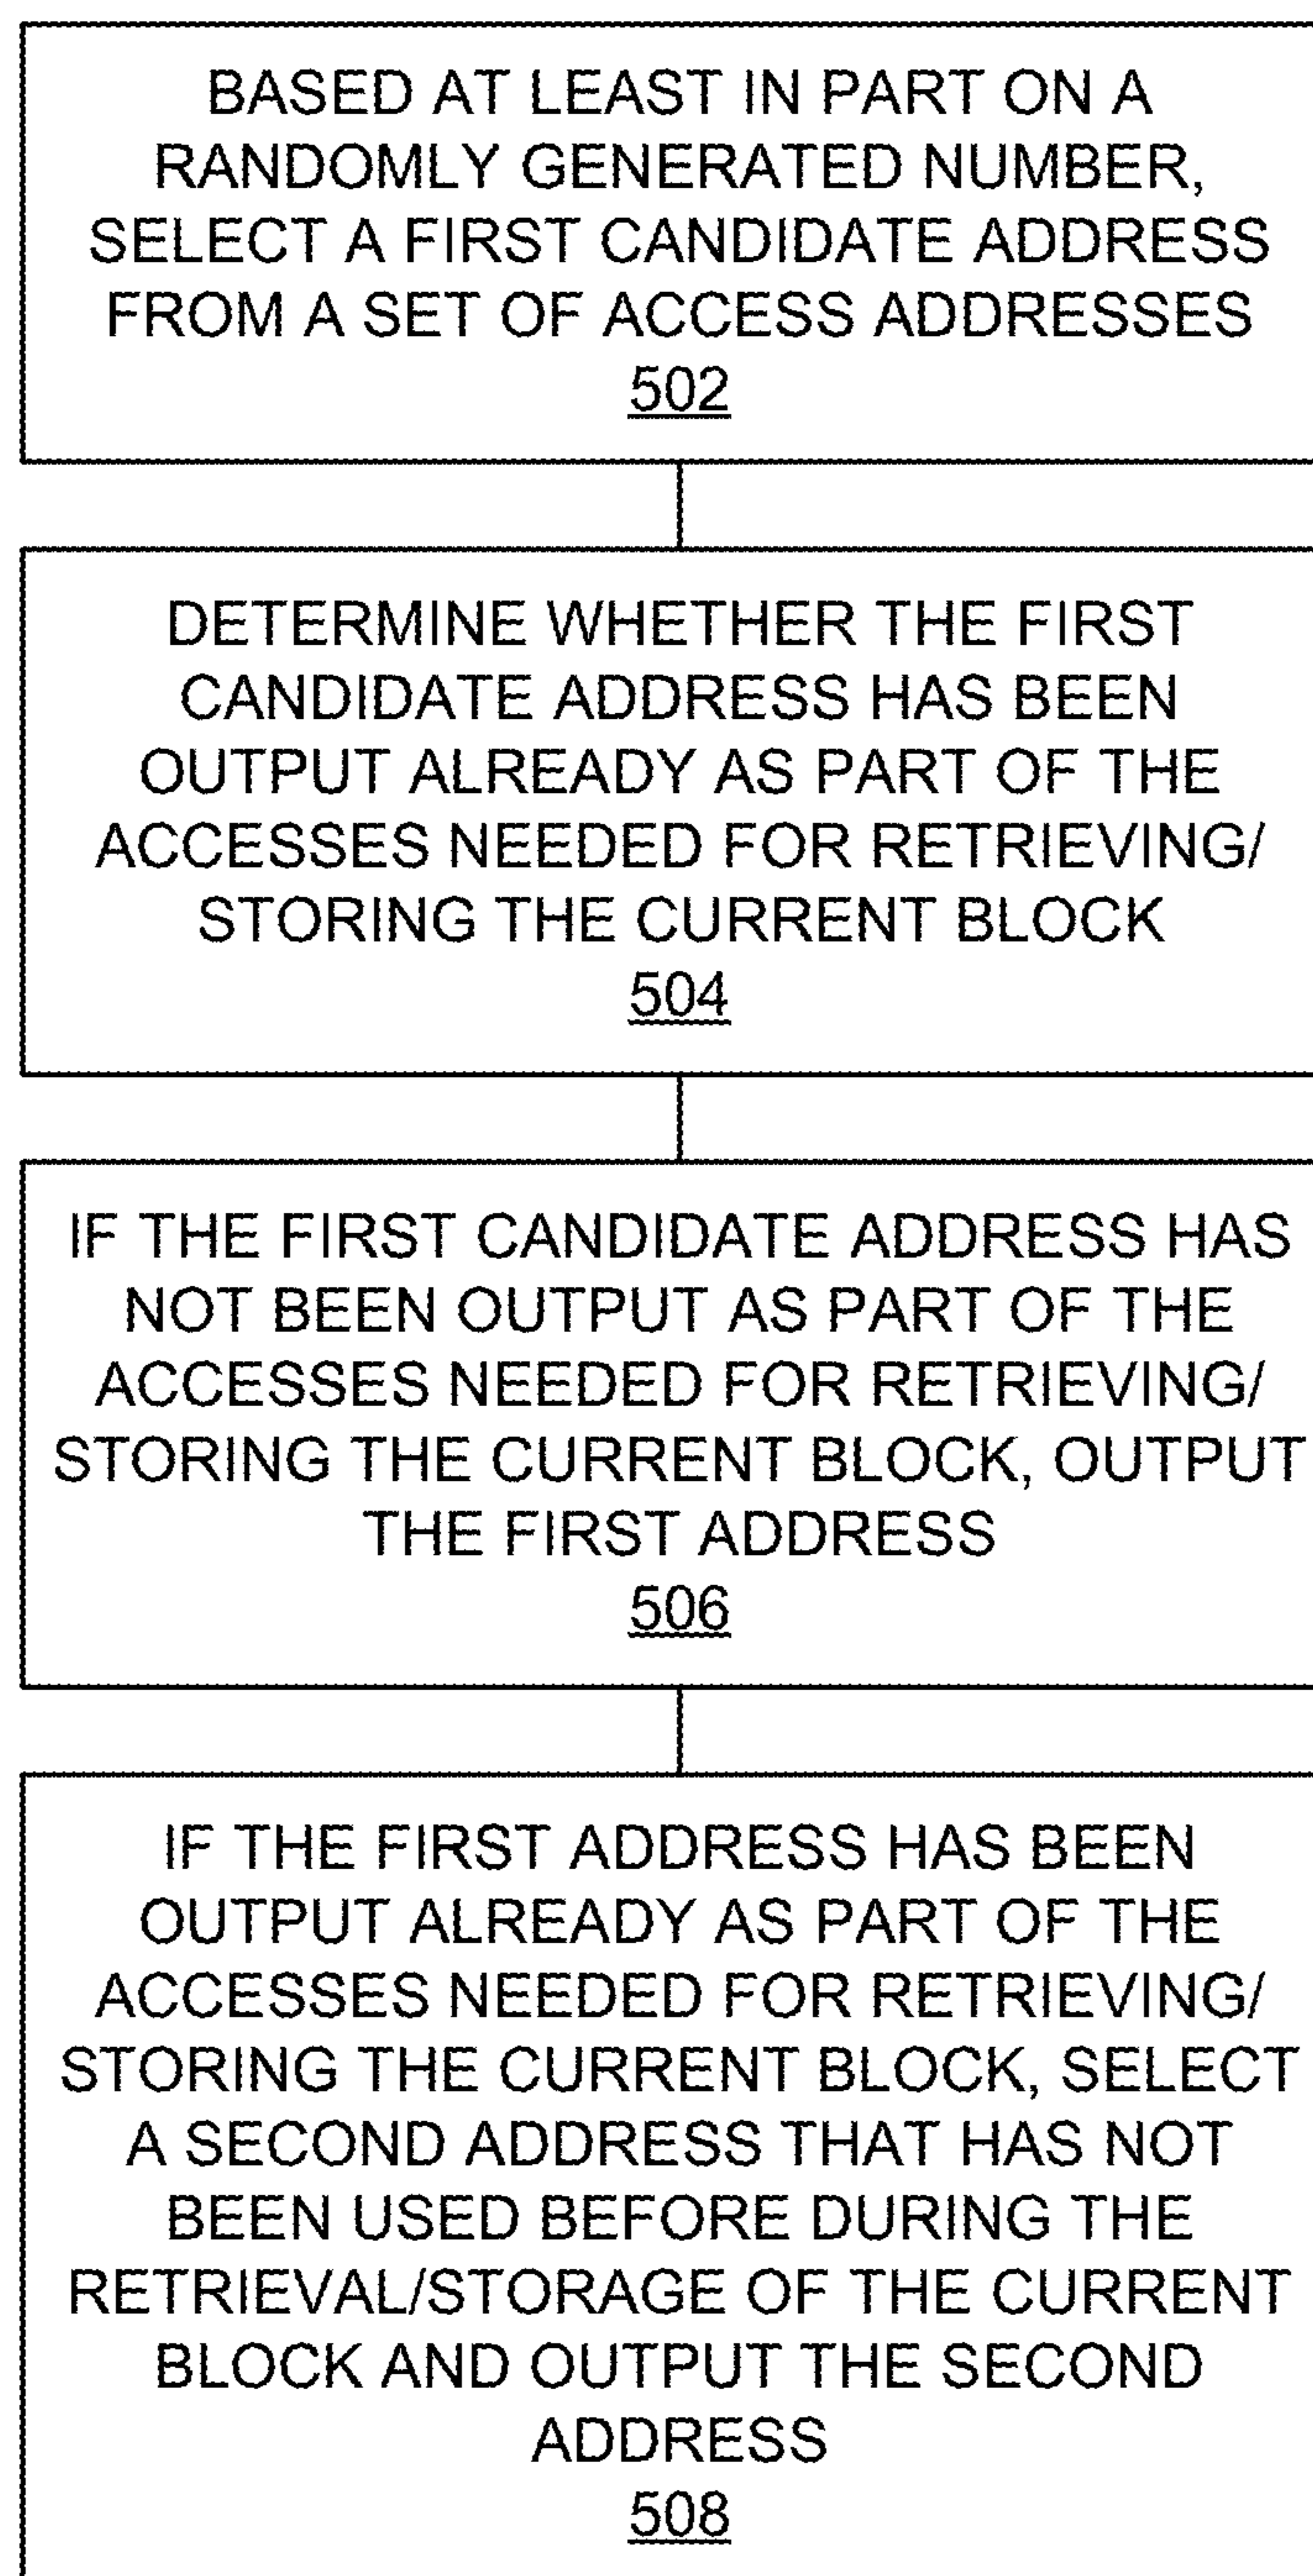 BASED AT LEAST IN PART ON A
RANDOMLY GENERATED NUMBER,
SELECT A FIRST CANDIDATE ADDRESS
FROM A SET OF ACCESS ADDRESSES
502
DETERMINE WHETHER THE FIRST
CANDIDATE ADDRESS HAS BEEN
OUTPUT ALREADY AS PART OF THE
ACCESSES NEEDED FOR RETRIEVING/
STORING THE CURRENT BLOCK
504
IF THE FIRST CANDIDATE ADDRESS HAS
NOT BEEN OUTPUT AS PART OF THE
ACCESSES NEEDED FOR RETRIEVING/
STORING THE CURRENT BLOCK, OUTPUT
THE FIRST ADDRESS
506
IF THE FIRST ADDRESS HAS BEEN
OUTPUT ALREADY AS PART OF THE
ACCESSES NEEDED FOR RETRIEVING/
STORING THE CURRENT BLOCK, SELECT
A SECOND ADDRESS THAT HAS NOT
BEEN USED BEFORE DURING THE
RETRIEVAL/STORAGE OF THE CURRENT
BLOCK AND OUTPUT THE SECOND
ADDRESS
508